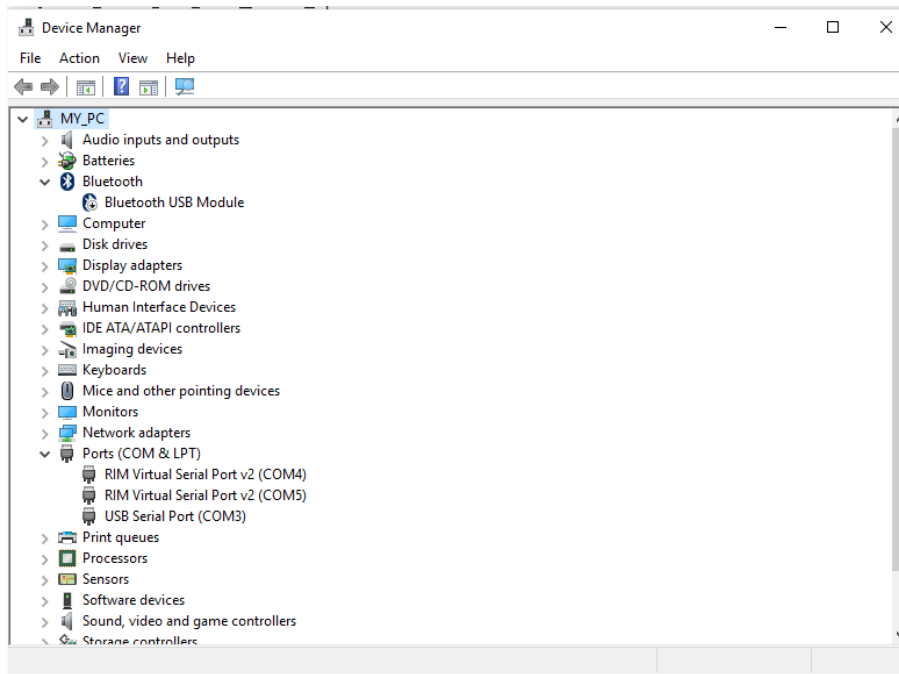 Device Manager
File Action View Help
MY_PC
Audio inputs and outputs
Batteries
Bluetooth
Bluetooth USB Module
Computer
Disk drives
Display adapters
DVD/CD-ROM drives
Human Interface Devices
IDE ATA/ATAPI controllers
Imaging devices
Keyboards
Mice and other pointing devices
Monitors
Network adapters
Ports (COM & LPT)
RIM Virtual Serial Port v2 (COM4)
RIM Virtual Serial Port v2 (COM5)
USB Serial Port (COM3)
Print queues
Processors
Sensors
Software devices
Sound, video and game controllers
Storage controllers